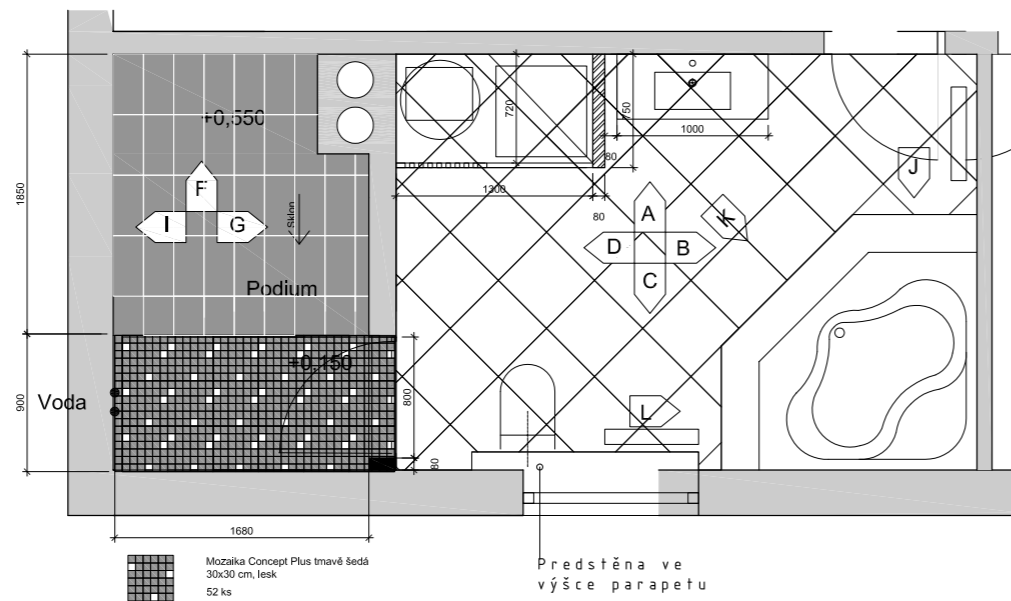 +0,550
720
750
1000
80
1300
80
1850
F
I
G
Sklon
Podium
A
D
B
C
K
J
+0,150
900
Voda
800
80
L
1680
Mozaika Concept Plus tmavě šedá
30x30 cm, lesk
52 ks
Predstěna ve
výšce parapetu